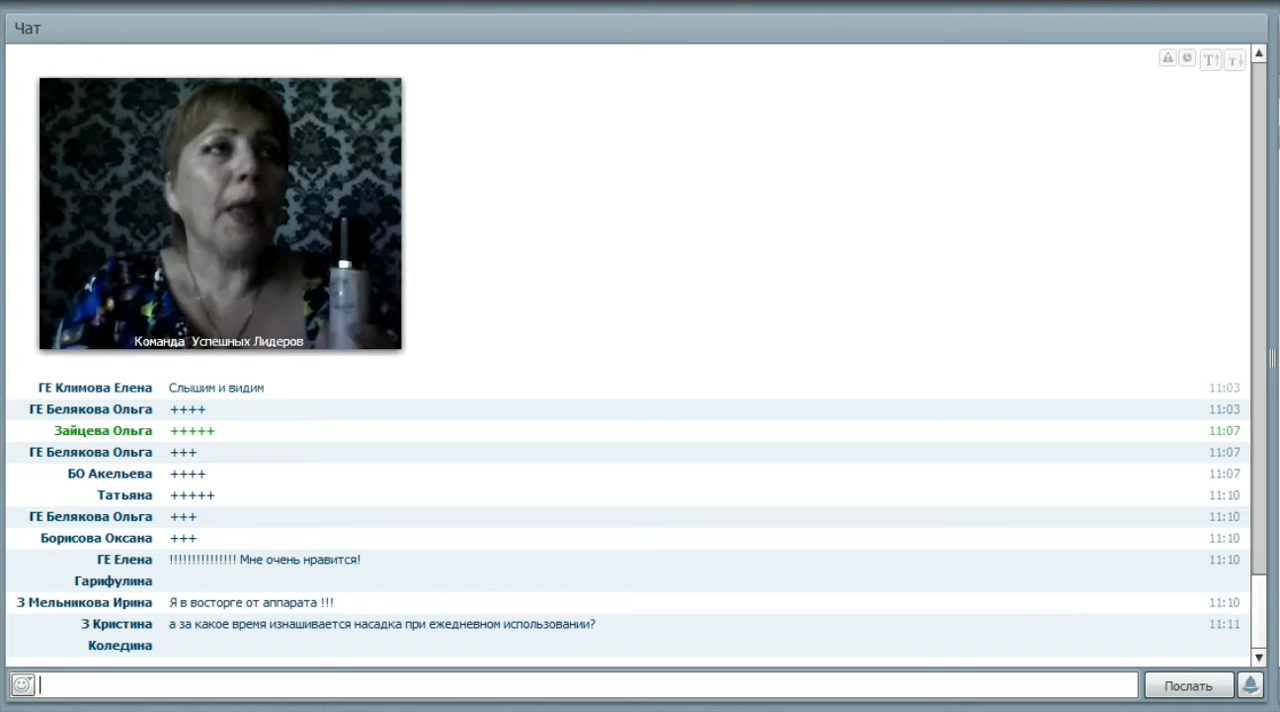 Чат
Команда Успешных Лидеров
ГЕ Климова Елена Слышим и видим 11:03
ГЕ Белякова Ольга ++++ 11:03
Зайцева Ольга +++++ 11:07
ГЕ Белякова Ольга +++ 11:07
БО Акельева ++++ 11:07
Татьяна +++++ 11:10
ГЕ Белякова Ольга +++ 11:10
Борисова Оксана +++ 11:10
ГЕ Елена !!!!!!!!!!!!!!! Мне очень нравится! 11:10
Гарифулина
З Мельникова Ирина Я в восторге от аппарата !!! 11:10
З Кристина а за какое время изнашивается насадка при ежедневном использовании? 11:11
Коледина
Послать